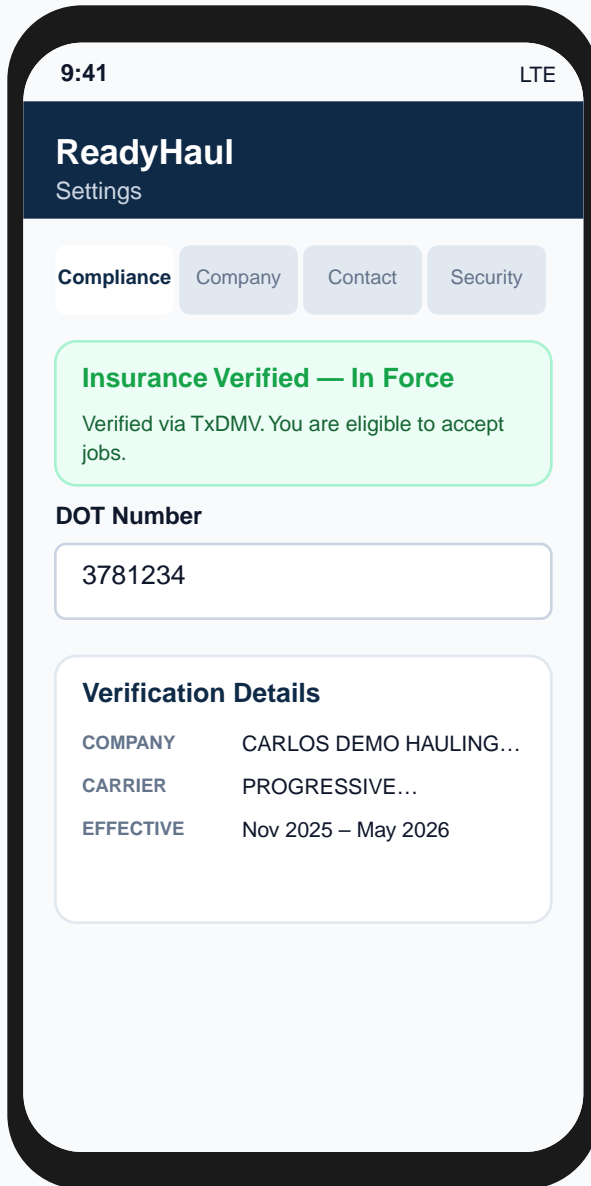 9:41 LTE
ReadyHaul
Settings
Compliance Company Contact Security
Insurance Verified — In Force
Verified via TxDMV. You are eligible to accept
jobs.
DOT Number
3781234
Verification Details
COMPANY CARLOS DEMO HAULING…
CARRIER PROGRESSIVE…
EFFECTIVE Nov 2025 – May 2026